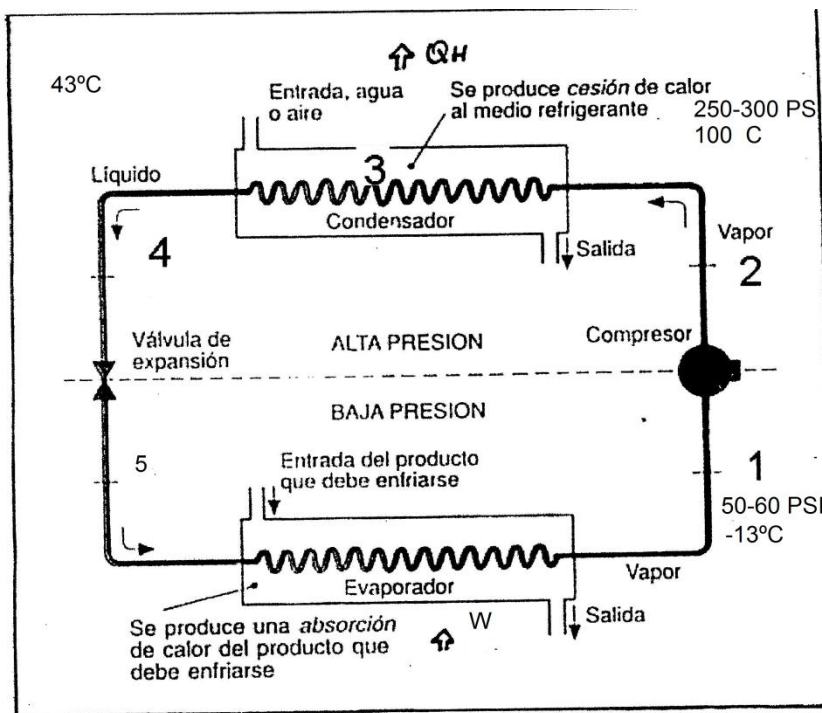 QH
43ºC
Entrada, agua
o aire
Se produce cesión de calor
al medio refrigerante
250-300 PS
100 C
3
Líquido
Condensador
Vapor
Salida
4
2
Válvula de
expansión
ALTA PRESION
Compresor
BAJA PRESION
5
Entrada del producto
que debe enfriarse
1
50-60 PSI
-13ºC
Evaporador
Vapor
Se produce una absorción
de calor del producto que
debe enfriarse
W
Salida